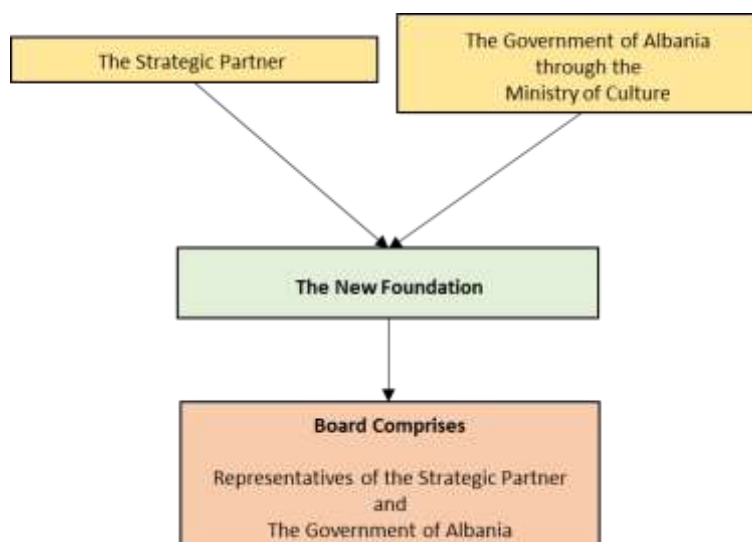 The Strategic Partner
The Government of Albania
through the
Ministry of Culture
The New Foundation
Board Comprises
Representatives of the Strategic Partner
and
The Government of Albania